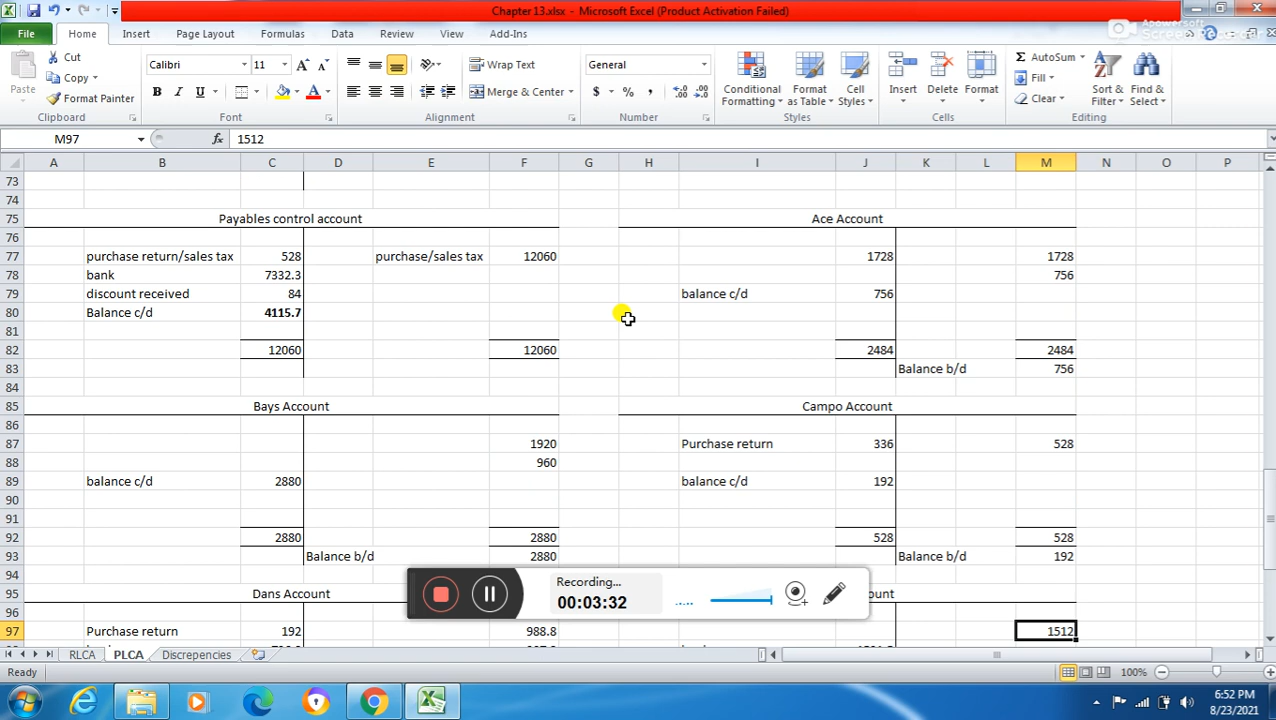 Chapter 13.xlsx - Microsoft Excel (Product Activation Failed)
File Home Insert Page Layout Formulas Data Review View Add-Ins
Apowersoft
Cut Calibri 11 Wrap Text General AutoSum
Copy Fill
Paste Format Painter Merge & Center Conditional Formatting Format as Table Cell Styles Insert Delete Format Clear Sort & Filter Find & Select
Clipboard Font Alignment Number Styles Cells Editing
M97 fx 1512
A B C D E F G H I J K L M N O P
73
74
75 Payables control account Ace Account
76
77 purchase return/sales tax 528 purchase/sales tax 12060 1728 1728
78 bank 7332.3 756
79 discount received 84 balance c/d 756
80 Balance c/d 4115.7
81
82 12060 12060 2484 2484
83 Balance b/d 756
84
85 Bays Account Campo Account
86
87 1920 Purchase return 336 528
88 960
89 balance c/d 2880 balance c/d 192
90
91
92 2880 2880 528 528
93 Balance b/d 2880 Balance b/d 192
94
95 Dans Account
96
97 Purchase return 192 988.8 1512
Recording...
00:03:32
RLCA PLCA Discrepencies
Ready 100%
6:52 PM
8/23/2021